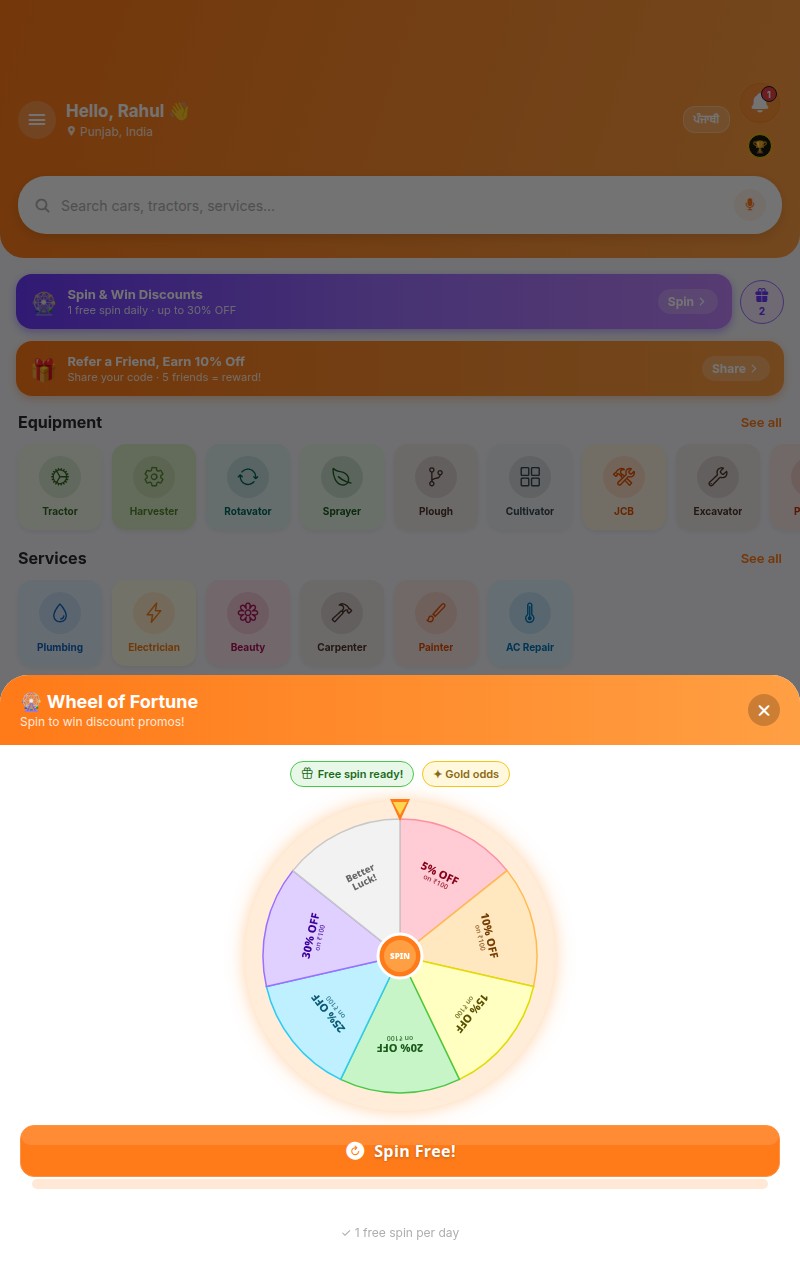 Hello, Rahul 👋
Punjab, India
ਪੰਜਾਬੀ
1
Search cars, tractors, services...
Spin & Win Discounts
1 free spin daily · up to 30% OFF
Spin
2
Refer a Friend, Earn 10% Off
Share your code · 5 friends = reward!
Share
Equipment
See all
Tractor
Harvester
Rotavator
Sprayer
Plough
Cultivator
JCB
Excavator
P
Services
See all
Plumbing
Electrician
Beauty
Carpenter
Painter
AC Repair
🎡 Wheel of Fortune
Spin to win discount promos!
Free spin ready!
✦ Gold odds
5% OFF
on ₹100
10% OFF
on ₹100
15% OFF
on ₹100
20% OFF
on ₹100
25% OFF
on ₹100
30% OFF
on ₹100
Better
Luck!
SPIN
Spin Free!
✓ 1 free spin per day